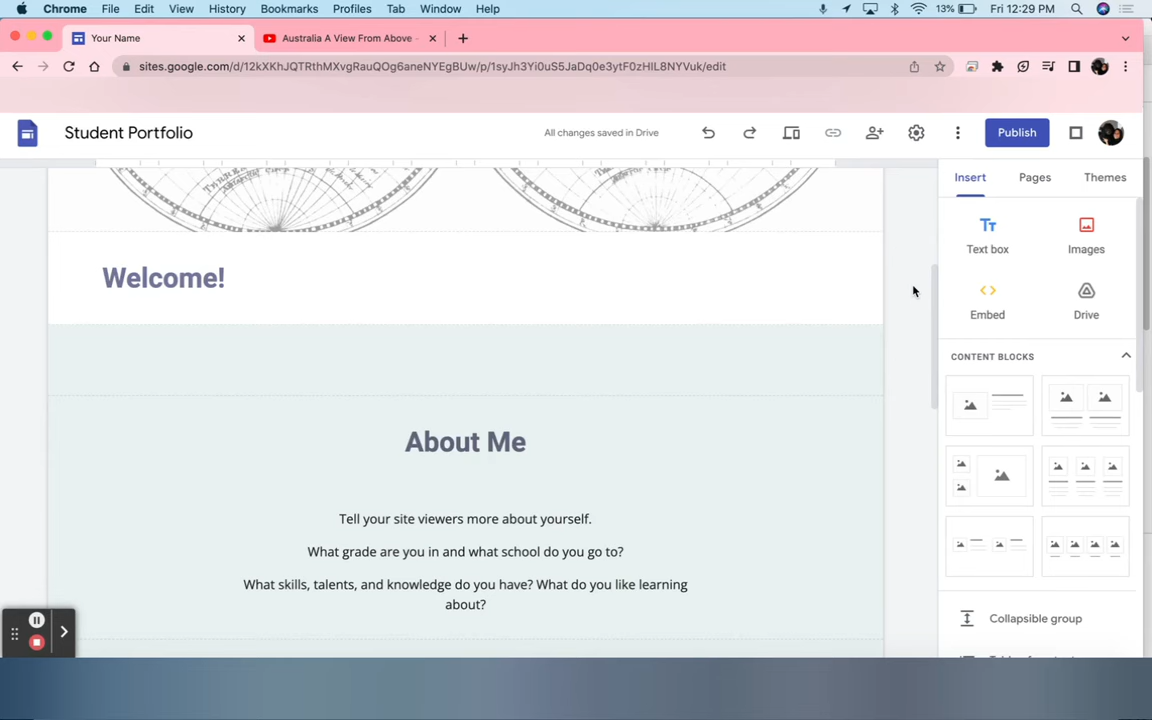 Chrome File Edit View History Bookmarks Profiles Tab Window Help 13% Fri 12:29 PM
Your Name
Australia A View From Above -
sites.google.com/d/12kXKhJQTRthMXvgRauQOg6aneNYEgBUw/p/1syJh3Yi0uS5JaDq0e3ytF0zHIL8NYVuk/edit
Student Portfolio
All changes saved in Drive
Publish
Insert Pages Themes
Tт
Text box Images
Embed Drive
Welcome!
CONTENT BLOCKS
About Me
Tell your site viewers more about yourself.
What grade are you in and what school do you go to?
What skills, talents, and knowledge do you have? What do you like learning
about?
Collapsible group